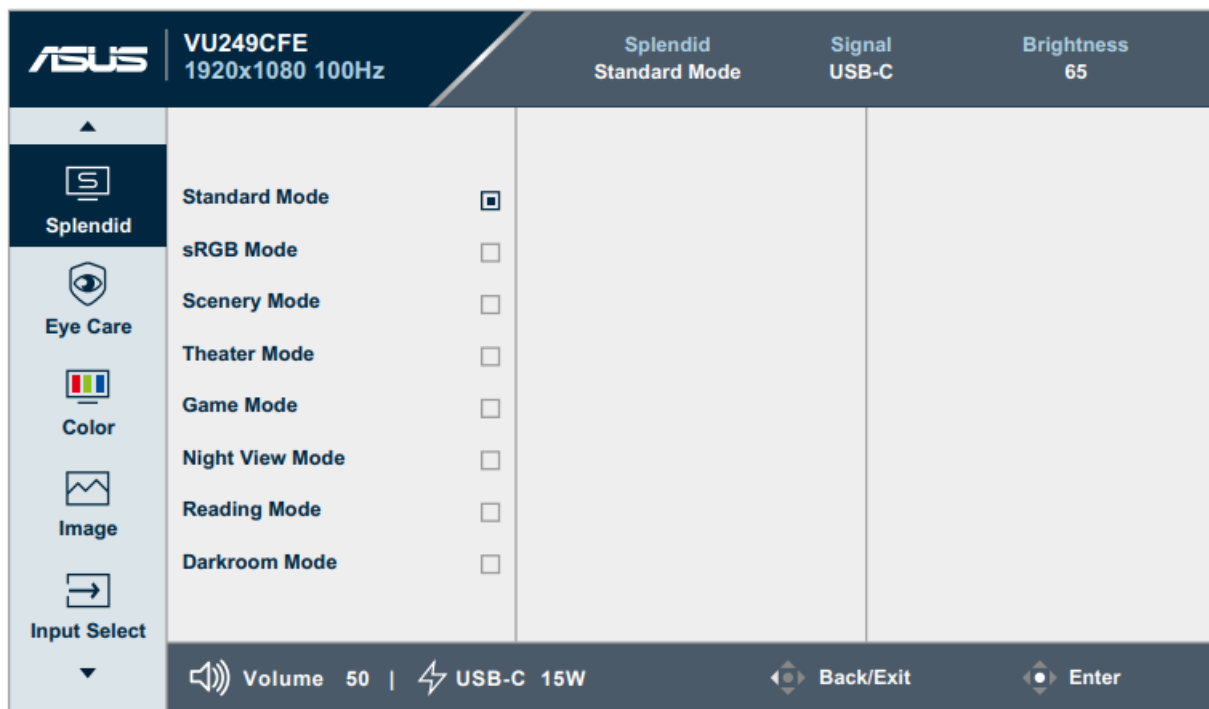 ASUS
VU249CFE
1920x1080 100Hz
Splendid
Standard Mode
Signal
USB-C
Brightness
65
Splendid
Eye Care
Color
Image
Input Select
Standard Mode
sRGB Mode
Scenery Mode
Theater Mode
Game Mode
Night View Mode
Reading Mode
Darkroom Mode
Volume 50 | USB-C 15W
Back/Exit
Enter